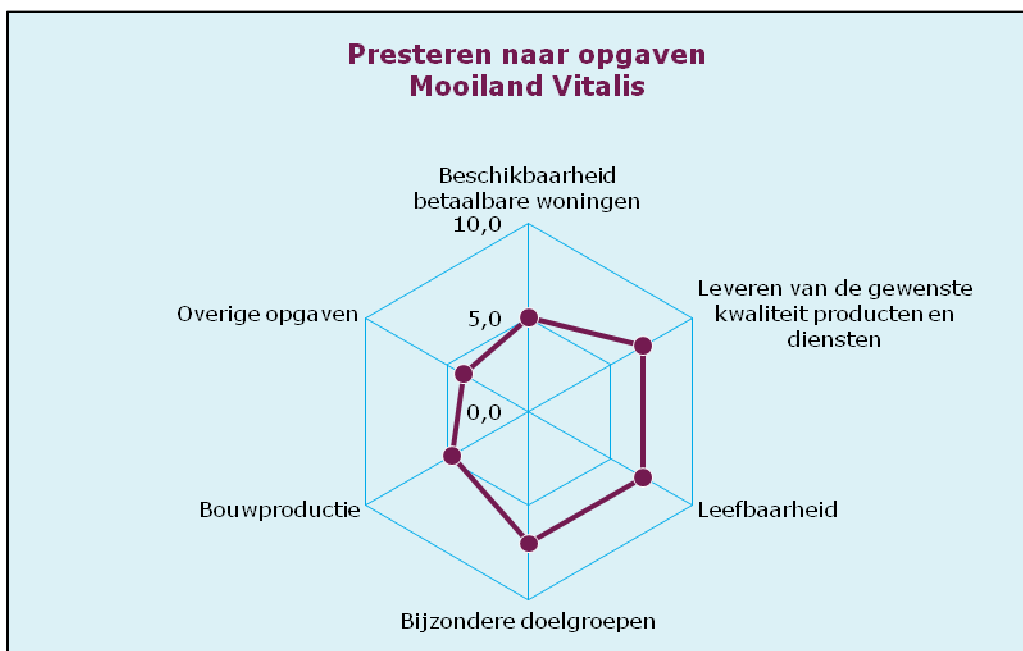 Presteren naar opgaven
Mooiland Vitalis
Beschikbaarheid
betaalbare woningen
10,0
Leveren van de gewenste
kwaliteit producten en
diensten
Overige opgaven
5,0
0,0
Bouwproductie
Leefbaarheid
Bijzondere doelgroepen